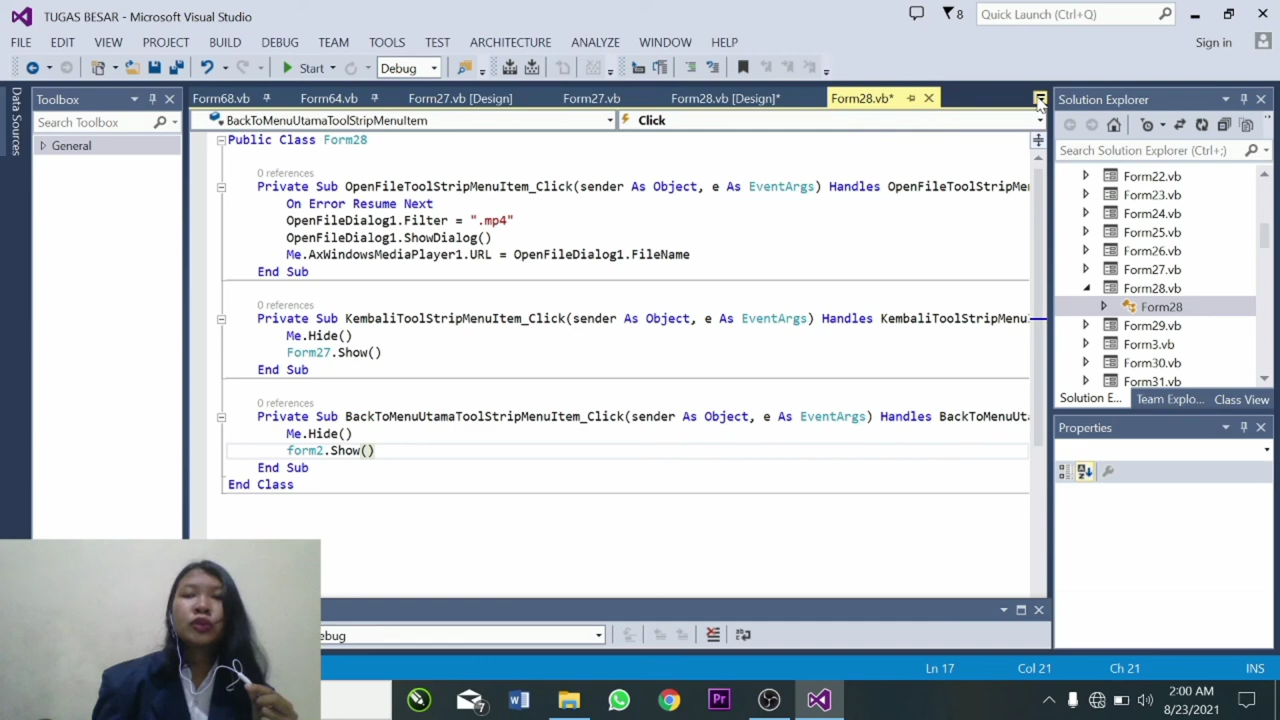 TUGAS BESAR - Microsoft Visual Studio
8
Quick Launch (Ctrl+Q)
FILE EDIT VIEW PROJECT BUILD DEBUG TEAM TOOLS TEST ARCHITECTURE ANALYZE WINDOW HELP
Sign in
Start
Debug
Data Sources
Toolbox
Search Toolbox
General
Form68.vb Form64.vb Form27.vb [Design] Form27.vb Form28.vb [Design]* Form28.vb*
BackToMenuUtamaToolStripMenuItem
Click
Public Class Form28
0 references
Private Sub OpenFileToolStripMenuItem_Click(sender As Object, e As EventArgs) Handles OpenFileToolStripMe
On Error Resume Next
OpenFileDialog1.Filter = ".mp4"
OpenFileDialog1.ShowDialog()
Me.AxWindowsMediaPlayer1.URL = OpenFileDialog1.FileName
End Sub
0 references
Private Sub KembaliToolStripMenuItem_Click(sender As Object, e As EventArgs) Handles KembaliToolStripMenu
Me.Hide()
Form27.Show()
End Sub
0 references
Private Sub BackToMenuUtamaToolStripMenuItem_Click(sender As Object, e As EventArgs) Handles BackToMenuUt
Me.Hide()
form2.Show()
End Sub
End Class
Solution Explorer
Search Solution Explorer (Ctrl+;)
Form22.vb
Form23.vb
Form24.vb
Form25.vb
Form26.vb
Form27.vb
Form28.vb
Form28
Form29.vb
Form3.vb
Form30.vb
Form31.vb
Solution E... Team Explo... Class View
Properties
ebug
Ln 17 Col 21 Ch 21 INS
7
2:00 AM
8/23/2021